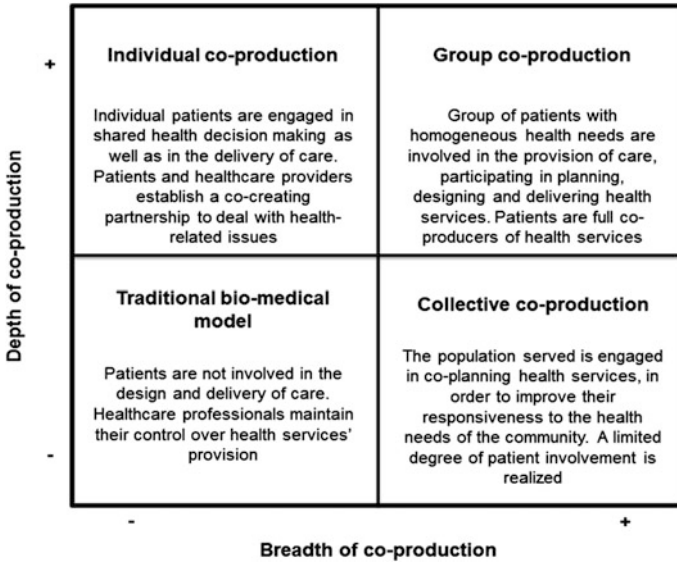 Depth of co-production
+
-
Individual co-production
Individual patients are engaged in
shared health decision making as
well as in the delivery of care.
Patients and healthcare providers
establish a co-creating
partnership to deal with health-
related issues
Group co-production
Group of patients with
homogeneous health needs are
involved in the provision of care,
participating in planning,
designing and delivering health
services. Patients are full co-
producers of health services
Traditional bio-medical
model
Patients are not involved in the
design and delivery of care.
Healthcare professionals maintain
their control over health services'
provision
Collective co-production
The population served is engaged
in co-planning health services, in
order to improve their
responsiveness to the health
needs of the community. A limited
degree of patient involvement is
realized
-
+
Breadth of co-production